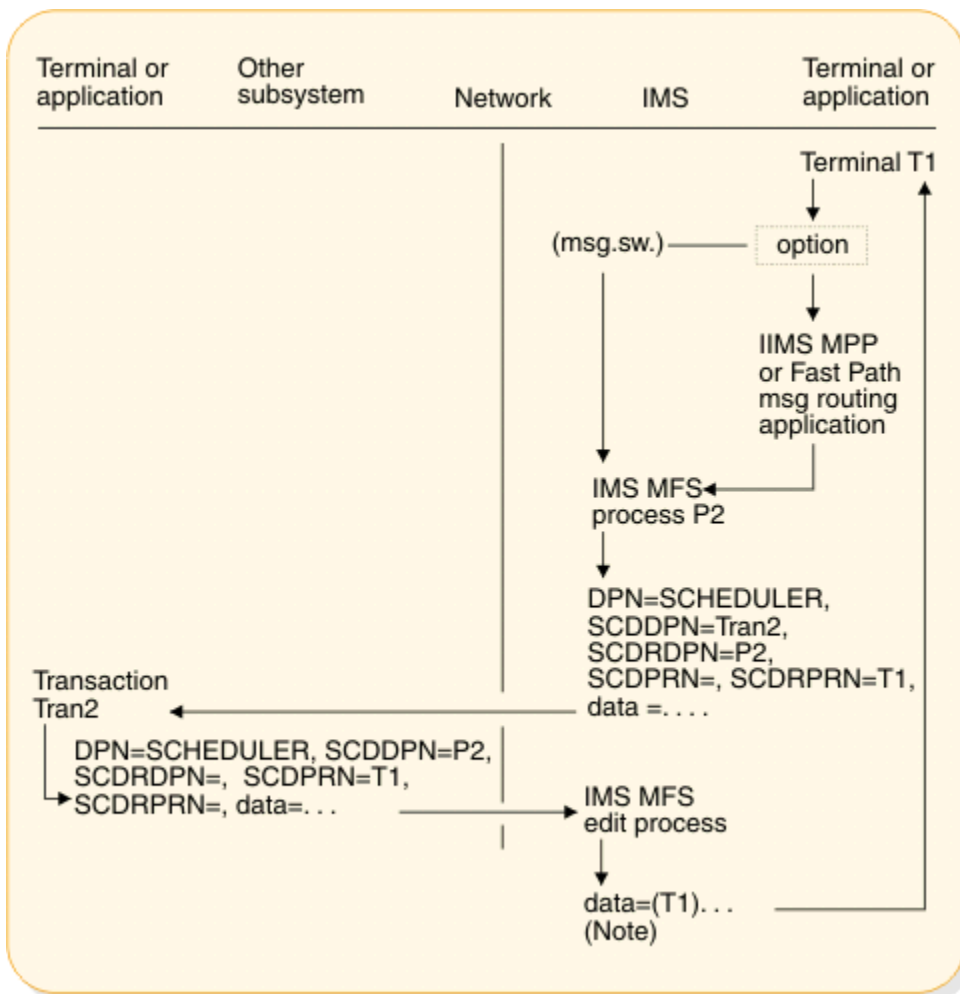 Terminal or
application
Other
subsystem
Network
IMS
Terminal or
application
Terminal T1
(msg.sw.)
option
IIMS MPP
or Fast Path
msg routing
application
IMS MFS
process P2
DPN=SCHEDULER,
SCDDPN=Tran2,
SCDRDPN=P2,
SCDPRN=, SCDRPRN=T1,
data =. . . .
Transaction
Tran2
DPN=SCHEDULER, SCDDPN=P2,
SCDRDPN=, SCDPRN=T1,
SCDRPRN=, data=. . .
IMS MFS
edit process
data=(T1). . .
(Note)